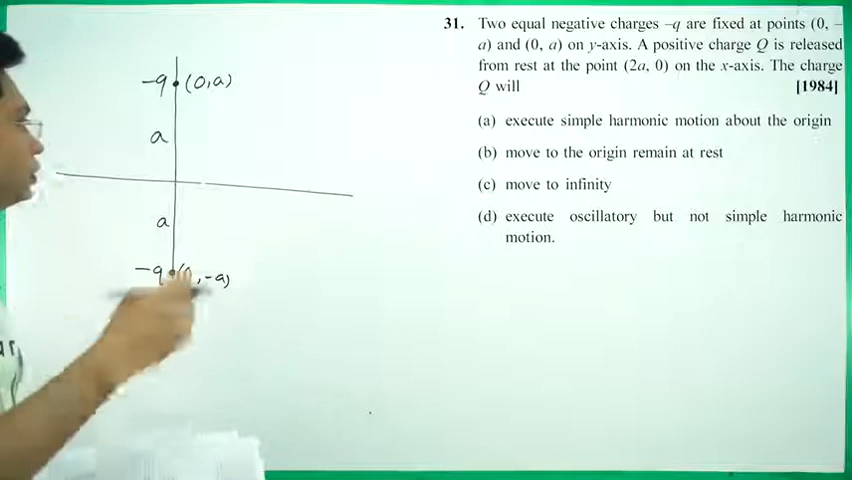 31. Two equal negative charges –q are fixed at points (0, –
a) and (0, a) on y-axis. A positive charge Q is released
from rest at the point (2a, 0) on the x-axis. The charge
Q will [1984]
(a) execute simple harmonic motion about the origin
(b) move to the origin remain at rest
(c) move to infinity
(d) execute oscillatory but not simple harmonic
motion.
-q (0,a)
a
a
-q , -a)